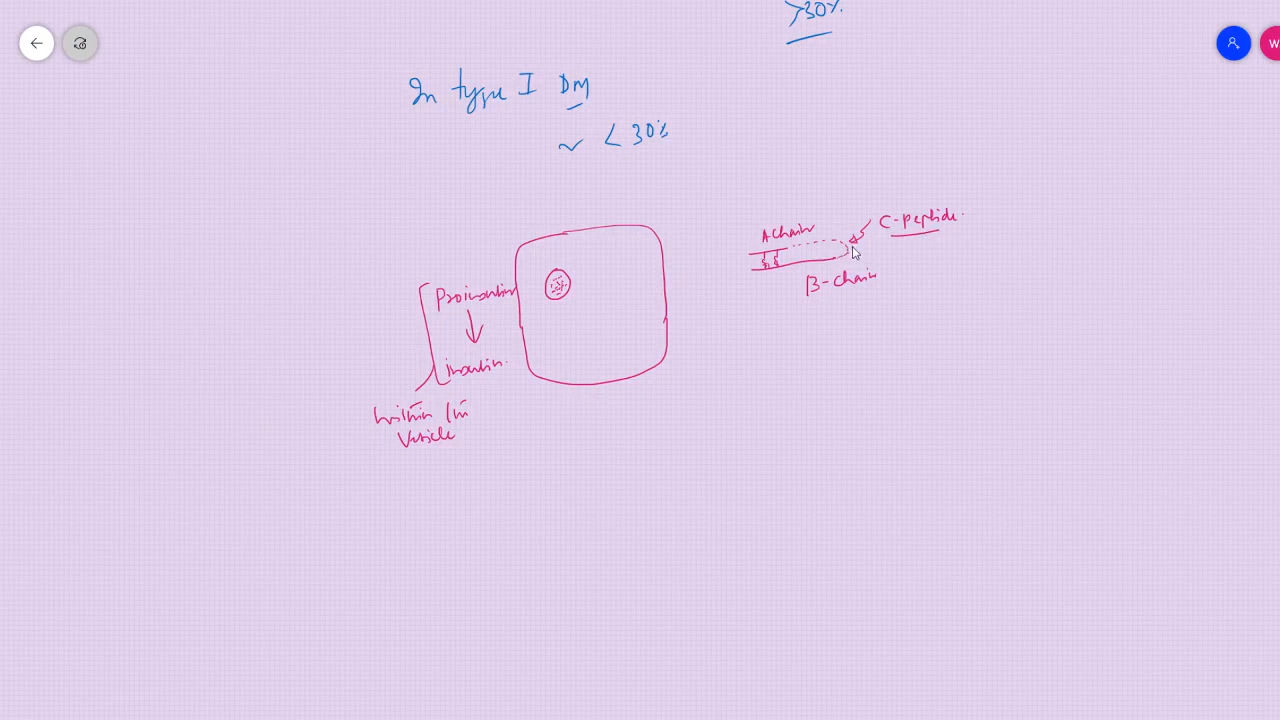 >30%.
In type I DM
~ < 30%
C-peptide.
A chain
B-chain
Proinsulin
insulin.
within the
Vesicle
W